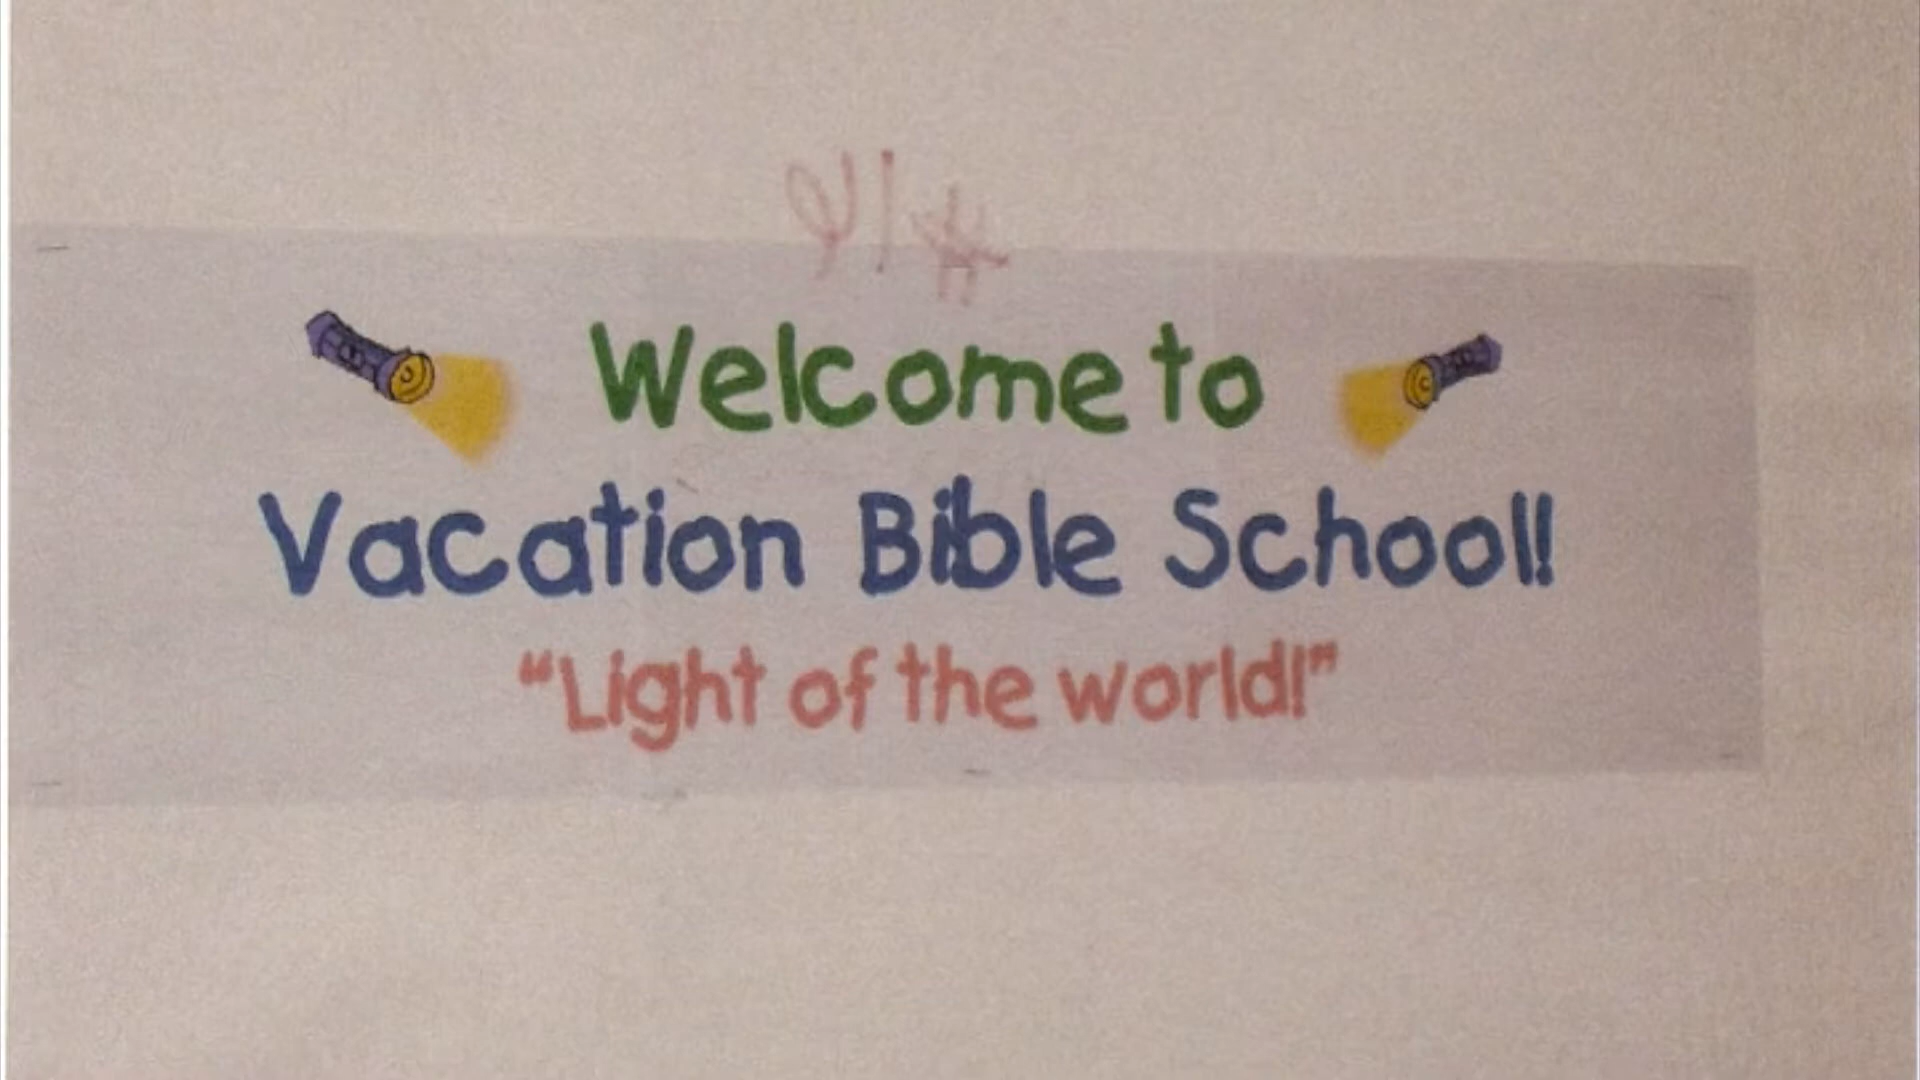 Welcome to
Vacation Bible School!
“Light of the world!”